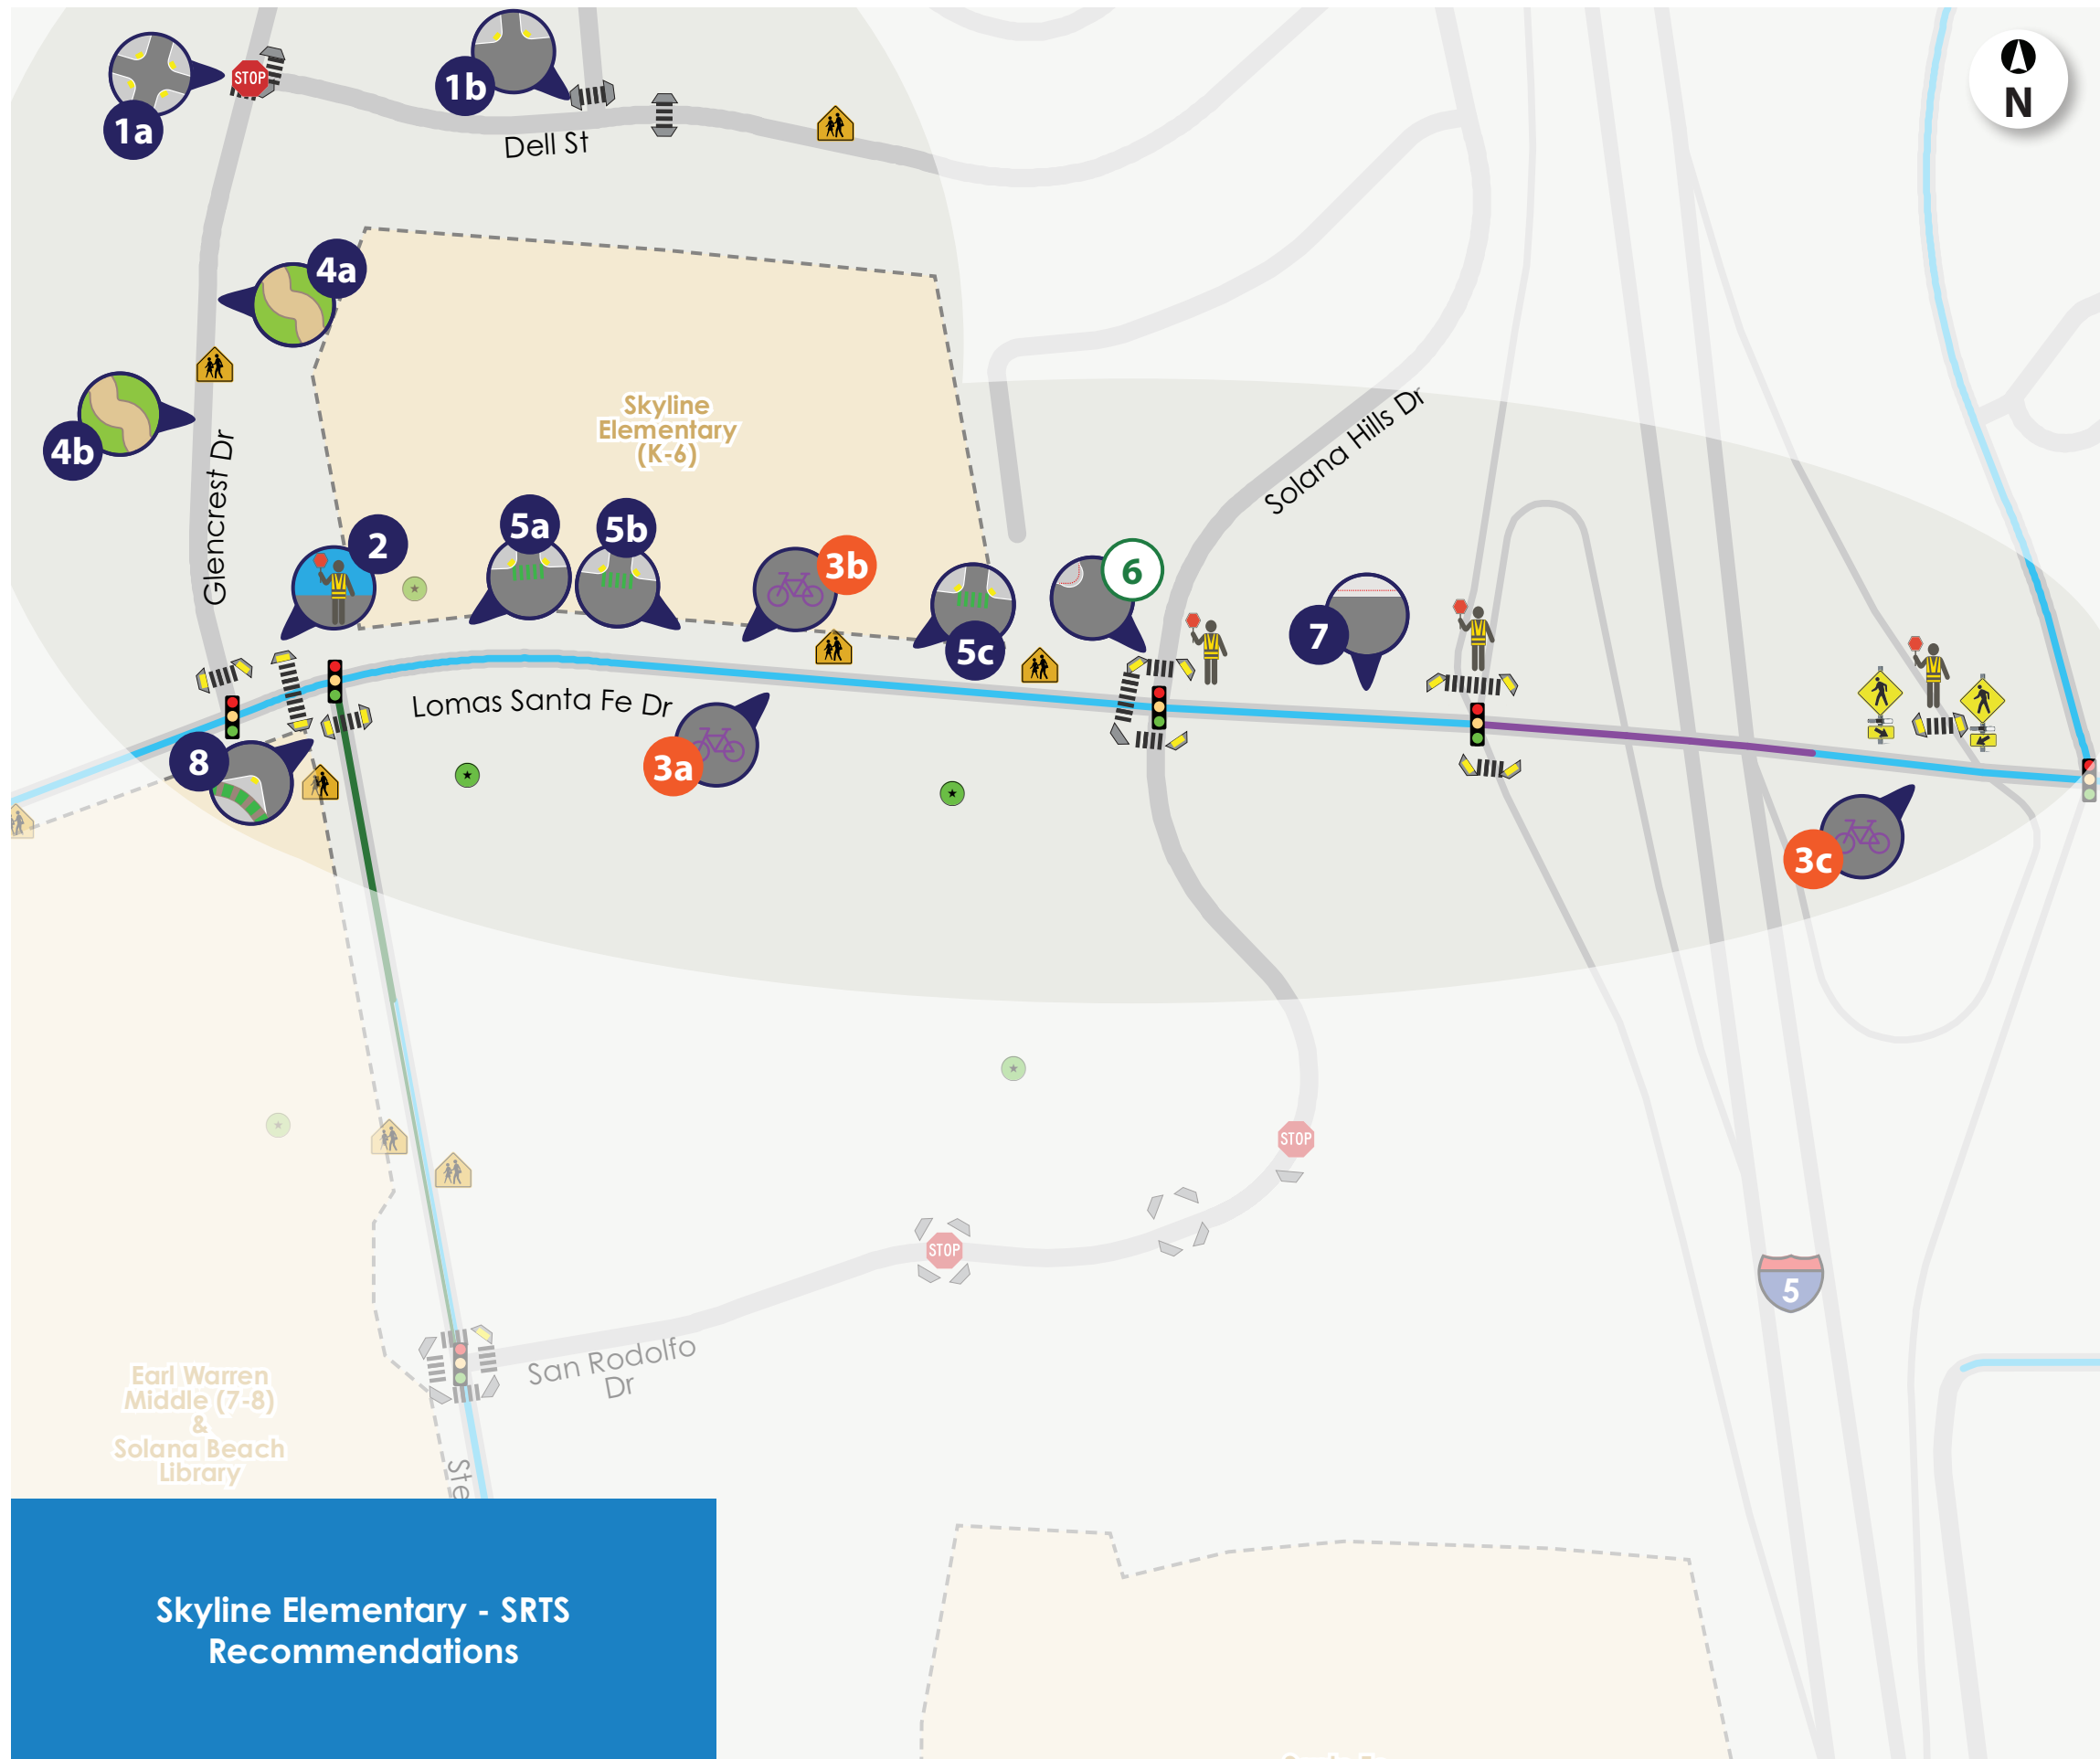 STOP
1a
1b
N
Dell St
4a
4b
Glencrest Dr
Skyline
Elementary
(K-6)
Solana Hills Dr
2
5a
5b
3b
5c
6
7
Lomas Santa Fe Dr
8
3a
3c
STOP
STOP
5
San Rodolfo
Dr
Earl Warren
Middle (7-8)
&
Solana Beach
Library
Ste
Skyline Elementary - SRTS
Recommendations